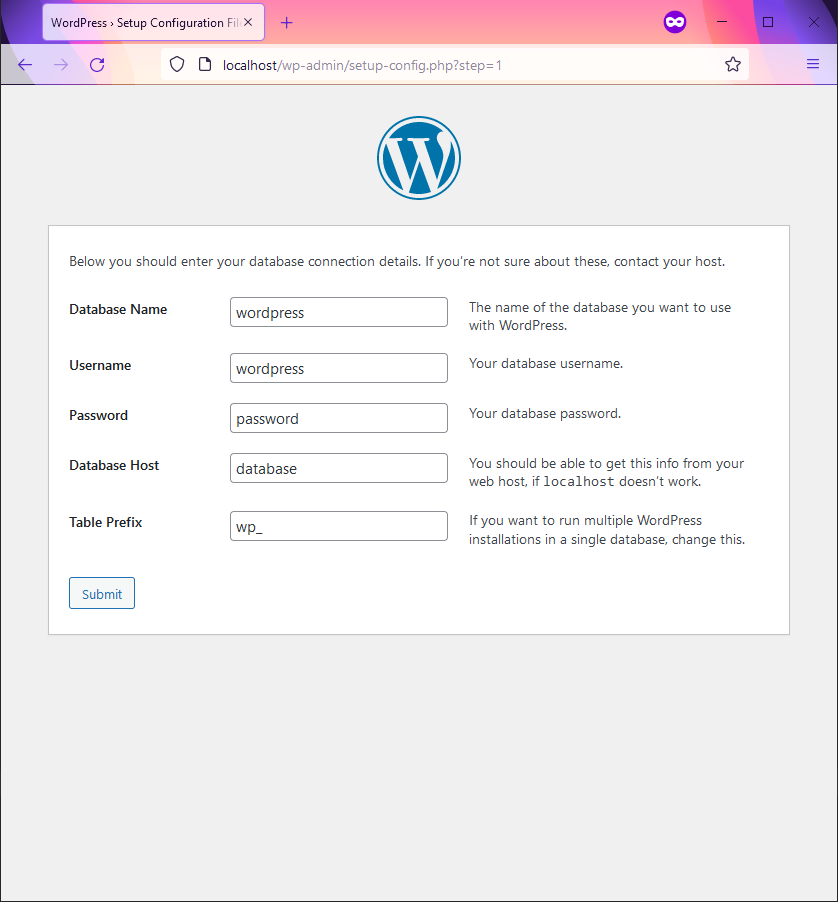 WordPress › Setup Configuration Fil
localhost/wp-admin/setup-config.php?step=1
Below you should enter your database connection details. If you're not sure about these, contact your host.
Database Name
wordpress
The name of the database you want to use
with WordPress.
Username
wordpress
Your database username.
Password
password
Your database password.
Database Host
database
You should be able to get this info from your
web host, if localhost doesn't work.
Table Prefix
wp_
If you want to run multiple WordPress
installations in a single database, change this.
Submit